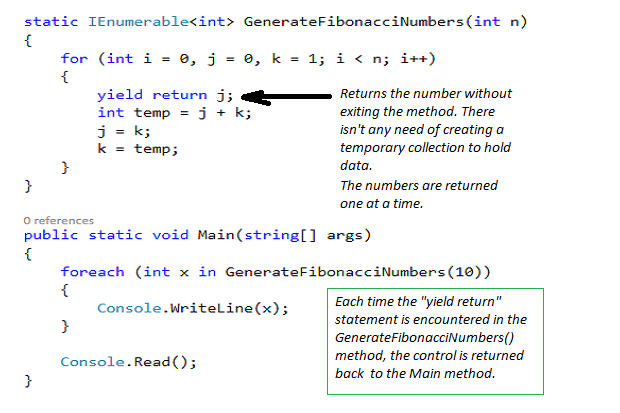 static IEnumerable<int> GenerateFibonacciNumbers(int n)
{
for (int i = 0, j = 0, k = 1; i < n; i++)
{
yield return j;
int temp = j + k;
j = k;
k = temp;
}
}
Returns the number without
exiting the method. There
isn't any need of creating a
temporary collection to hold
data.
The numbers are returned
one at a time.
0 references
public static void Main(string[] args)
{
foreach (int x in GenerateFibonacciNumbers(10))
{
Console.WriteLine(x);
}
Console.Read();
}
Each time the "yield return"
statement is encountered in the
GenerateFibonacciNumbers()
method, the control is returned
back to the Main method.